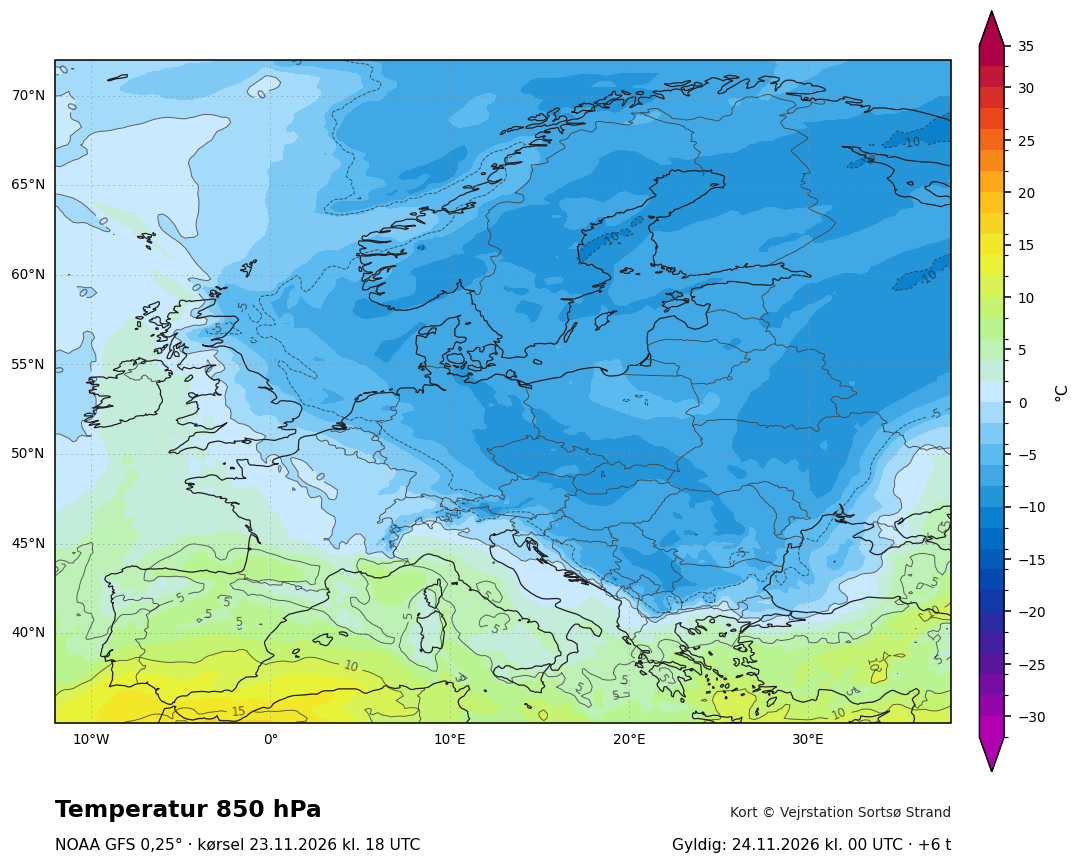 35
30
25
20
15
10
5
0
−5
−10
−15
−20
−25
−30
°C
70°N
65°N
60°N
55°N
50°N
45°N
40°N
10°W
0°
10°E
20°E
30°E
Temperatur 850 hPa
Kort © Vejrstation Sortsø Strand
NOAA GFS 0,25° · kørsel 23.11.2026 kl. 18 UTC
Gyldig: 24.11.2026 kl. 00 UTC · +6 t